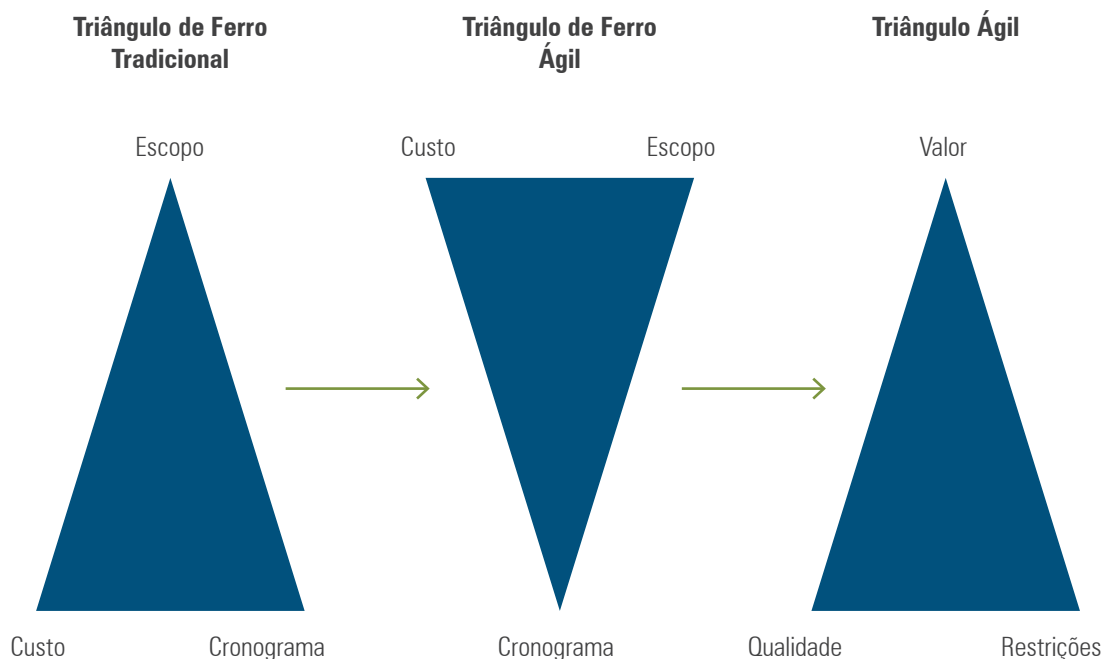 Triângulo de Ferro
Tradicional
Triângulo de Ferro
Ágil
Triângulo Ágil
Escopo
Custo
Escopo
Valor
Custo
Cronograma
Cronograma
Qualidade
Restrições